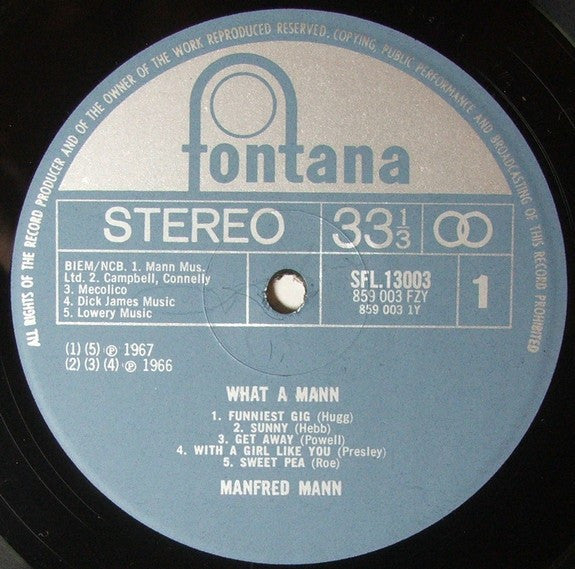 ALL RIGHTS OF THE RECORD PRODUCER AND OF THE OWNER OF THE WORK REPRODUCED RESERVED. COPYING, PUBLIC PERFORMANCE AND BROADCASTING OF THIS RECORD PROHIBITED
fontana
STEREO 33 1/3
BIEM/NCB. 1. Mann Mus.
Ltd. 2. Campbell, Connelly
3. Mecolico
4. Dick James Music
5. Lowery Music
SFL.13003
859 003 FZY
859 003 1Y
1
(1) (5) ℗ 1967
(2) (3) (4) ℗ 1966
WHAT A MANN
1. FUNNIEST GIG (Hugg)
2. SUNNY (Hebb)
3. GET AWAY (Powell)
4. WITH A GIRL LIKE YOU (Presley)
5. SWEET PEA (Roe)
MANFRED MANN